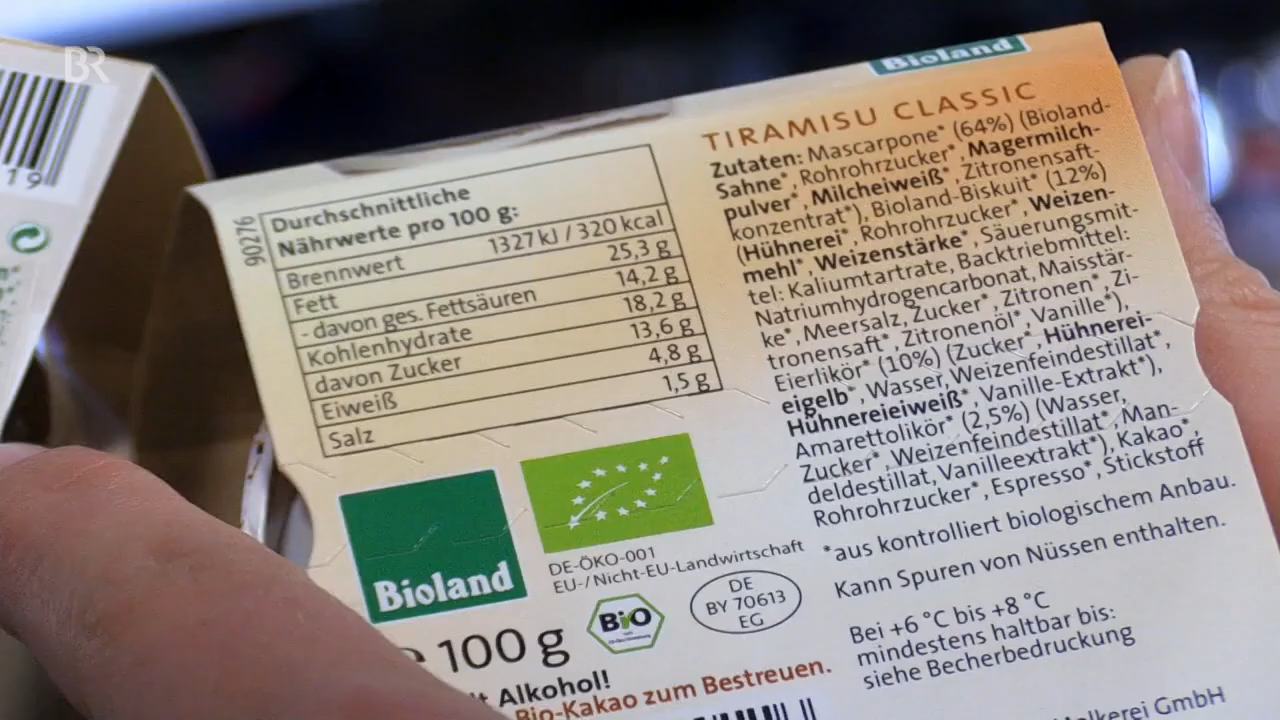 BR
19
90276
Durchschnittliche
Nährwerte pro 100 g:
Brennwert 1327 kJ / 320 kcal
Fett 25,3 g
- davon ges. Fettsäuren 14,2 g
Kohlenhydrate 18,2 g
davon Zucker 13,6 g
Eiweiß 4,8 g
Salz 1,5 g
Bioland
DE-ÖKO-001
EU-/Nicht-EU-Landwirtschaft
BiO
DE
BY 70613
EG
100 g
Alkohol!
Bio-Kakao zum Bestreuen.
Bioland
TIRAMISU CLASSIC
Zutaten: Mascarpone* (64%) (Bioland-
Sahne*, Rohrohrzucker*, Magermilch-
pulver*, Milcheiweiß*, Zitronensaft-
konzentrat*), Bioland-Biskuit* (12%)
(Hühnerei*, Rohrohrzucker*, Weizen-
mehl*, Weizenstärke*, Säuerungsmit-
tel: Kaliumtartrate, Backtriebmittel:
Natriumhydrogencarbonat, Maisstär-
ke*, Meersalz, Zucker*, Zitronen*, Zi-
tronensaft*, Zitronenöl*, Vanille*),
Eierlikör* (10%) (Zucker*, Hühnerei-
eigelb*, Wasser, Weizenfeindestillat*,
Hühnereieiweiß*, Vanille-Extrakt*),
Amarettolikör* (2,5%) (Wasser,
Zucker*, Weizenfeindestillat*, Man-
deldestillat, Vanilleextrakt*), Kakao*,
Rohrohrzucker*, Espresso*, Stickstoff
*aus kontrolliert biologischem Anbau.
Kann Spuren von Nüssen enthalten.
Bei +6 °C bis +8 °C
mindestens haltbar bis:
siehe Becherbedruckung
GmbH